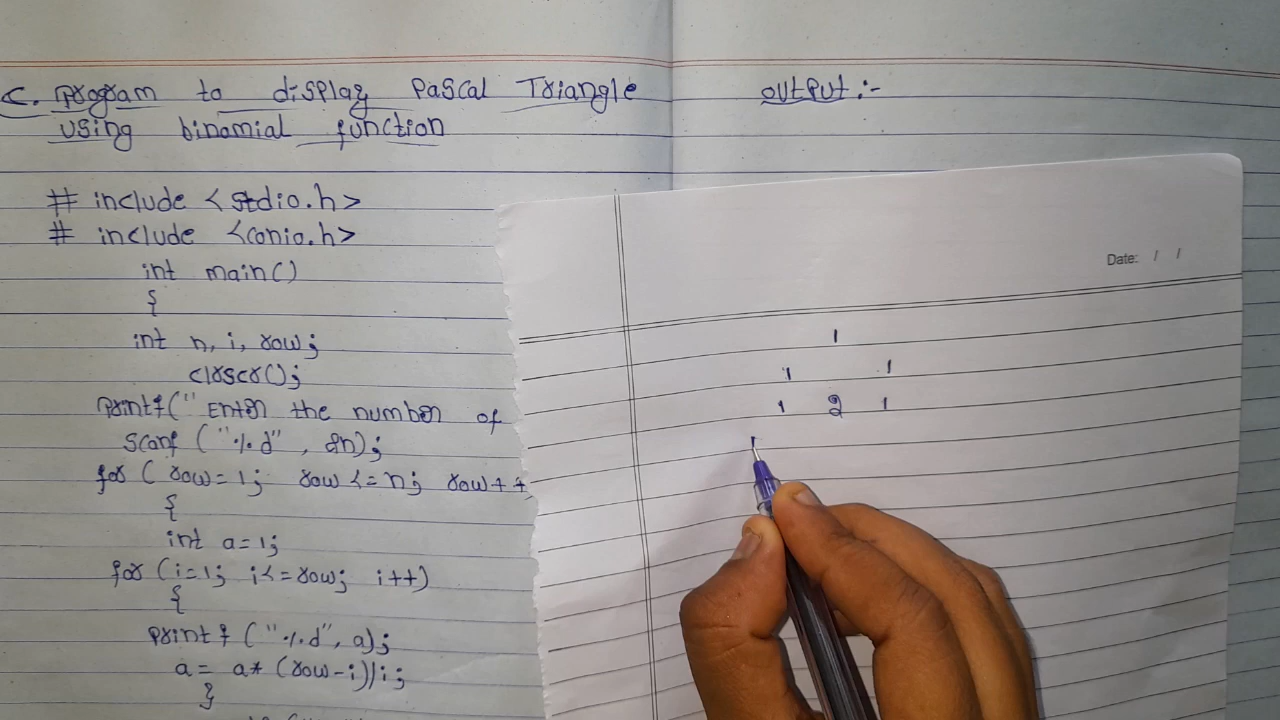 C. program to display Pascal Triangle
using binomial function
# include <stdio.h>
# include <conio.h>
int main()
{
int n, i, row;
clrscr();
printf(" Enter the number of
scanf ("%d" , &n);
for ( row=1; row <= n; row++
{
int a=1;
for (i=1; i<=row; i++)
{
printf ("%d", a);
a= a* (row-i)/i;
}
output :-
Date: / /
1
1 1
1 2 1
1